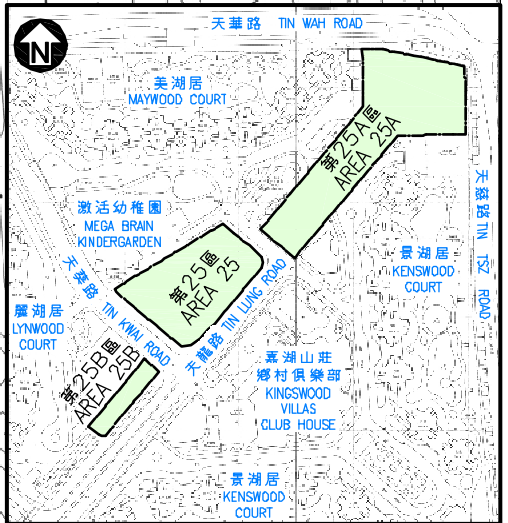 天華路 TIN WAH ROAD
N
美湖居
MAYWOOD COURT
第25A區
AREA 25A
天慈路 TIN TSZ ROAD
激活幼稚園
MEGA BRAIN
KINDERGARDEN
景湖居
KENSWOOD
COURT
第25區
AREA 25
天葵路 TIN KWAI ROAD
天龍路 TIN LUNG ROAD
麗湖居
LYNWOOD
COURT
第25B區
AREA 25B
嘉湖山莊
鄉村俱樂部
KINGSWOOD
VILLAS
CLUB HOUSE
景湖居
KENSWOOD
COURT